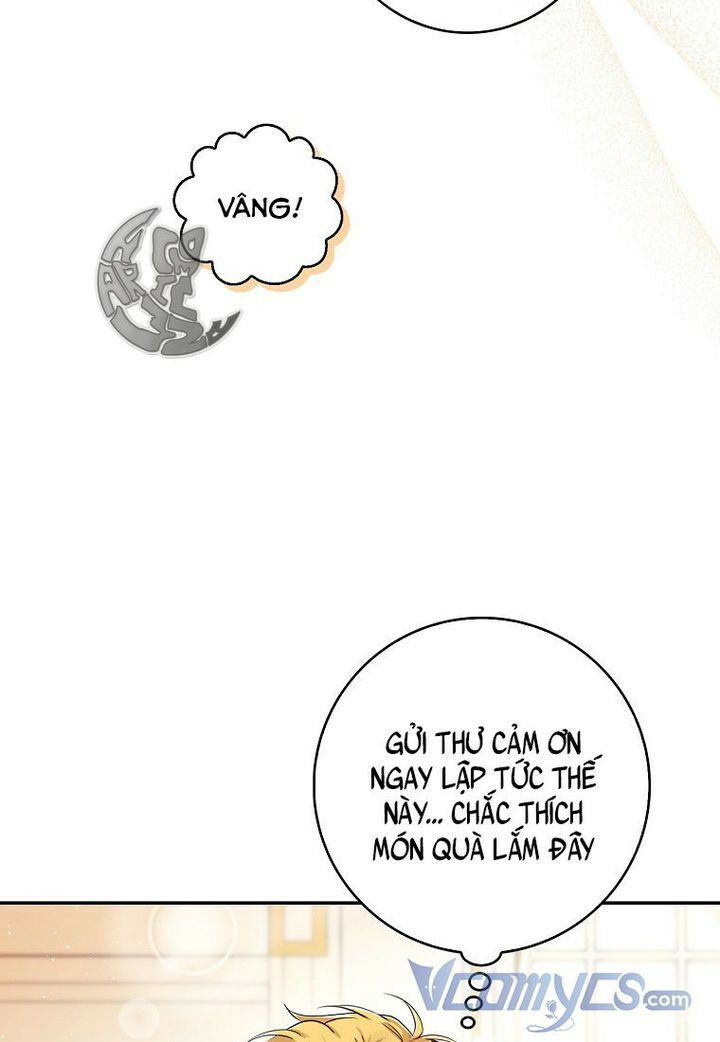 VÂNG!
GỬI THƯ CẢM ƠN
NGAY LẬP TỨC THẾ
NÀY... CHẮC THÍCH
MÓN QUÀ LẮM ĐÂY
VCOMYCS.com